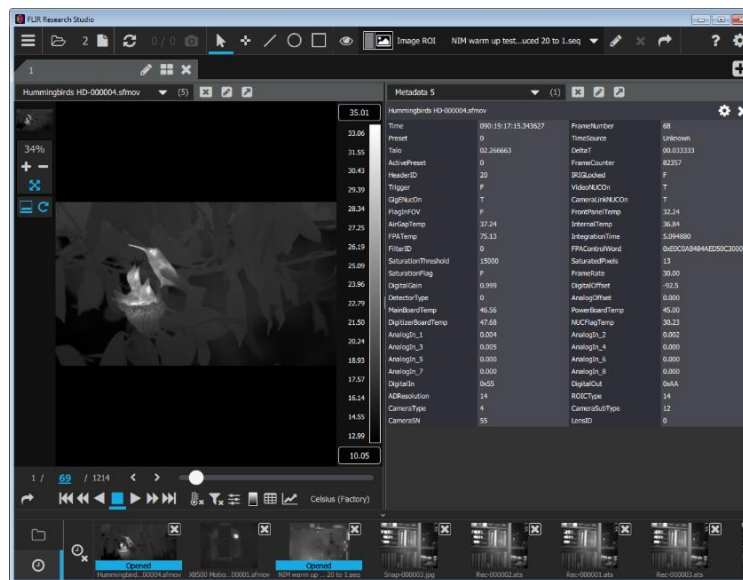 FLIR Research Studio
2
0 / 0
Image ROI
NIM warm up test...uced 20 to 1.seq
?
1
Hummingbirds HD-000004.sfmov
(5)
34%
35.01
33.06
31.55
30.43
29.39
28.34
27.25
26.19
25.09
23.96
22.79
21.50
20.24
18.93
17.57
16.14
14.55
12.99
10.05
1 / 69 / 1214
Celsius (Factory)
Metadata 5
(1)
Hummingbirds HD-000004.sfmov
Time 090:19:17:15.343627 FrameNumber 68
Preset 0 TimeSource Unknown
Talo 02.266663 DeltaT 00.033333
ActivePreset 0 FrameCounter 82357
HeaderID 20 IRIGLocked F
Trigger F VideoNUCOn T
GigENucOn T CameraLinkNUCOn T
FlagInFOV F FrontPanelTemp 32.24
AirGapTemp 37.24 InternalTemp 36.84
FPATemp 75.13 IntegrationTime 5.094880
FilterID 0 FPAControlWord
SaturationThreshold 15000 SaturatedPixels 13
SaturationFlag F FrameRate 30.00
DigitalGain 0.999 DigitalOffset -92.5
DetectorType 0 AnalogOffset 0.000
MainBoardTemp 46.56 PowerBoardTemp 45.00
DigitizerBoardTemp 47.68 NUCFlagTemp 30.23
AnalogIn_1 0.004 AnalogIn_2 0.002
AnalogIn_3 0.005 AnalogIn_4 0.000
AnalogIn_5 0.000 AnalogIn_6 0.000
AnalogIn_7 0.000 AnalogIn_8 0.000
DigitalIn 0x55 DigitalOut 0xAA
ADResolution 14 ROICType 14
CameraType 4 CameraSubType 12
CameraSN 55 LensID 0
Opened
Opened
Hummingbird...00004.sfmov
X8500 Motio...00001.sfmov
NIM warm up ... 20 to 1.seq
Snap-000003.jpg
Rec-000002.ats
Rec-000001.ats
Rec-000003.ats